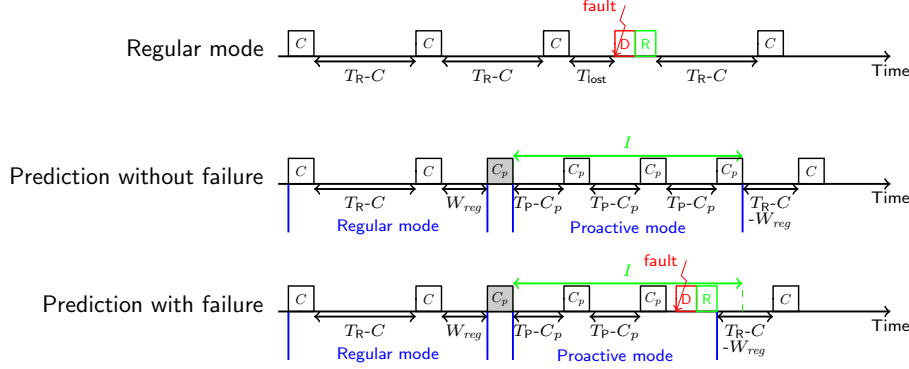 fault
Regular mode C C C D R C
T_R-C T_R-C T_lost T_R-C Time
I
Prediction without failure C C C_p C_p C_p C_p C
T_R-C W_reg T_P-C_p T_P-C_p T_P-C_p T_R-C Time
-W_reg
Regular mode Proactive mode
fault
I
Prediction with failure C C C_p C_p C_p D R C
T_R-C W_reg T_P-C_p T_P-C_p T_R-C Time
-W_reg
Regular mode Proactive mode